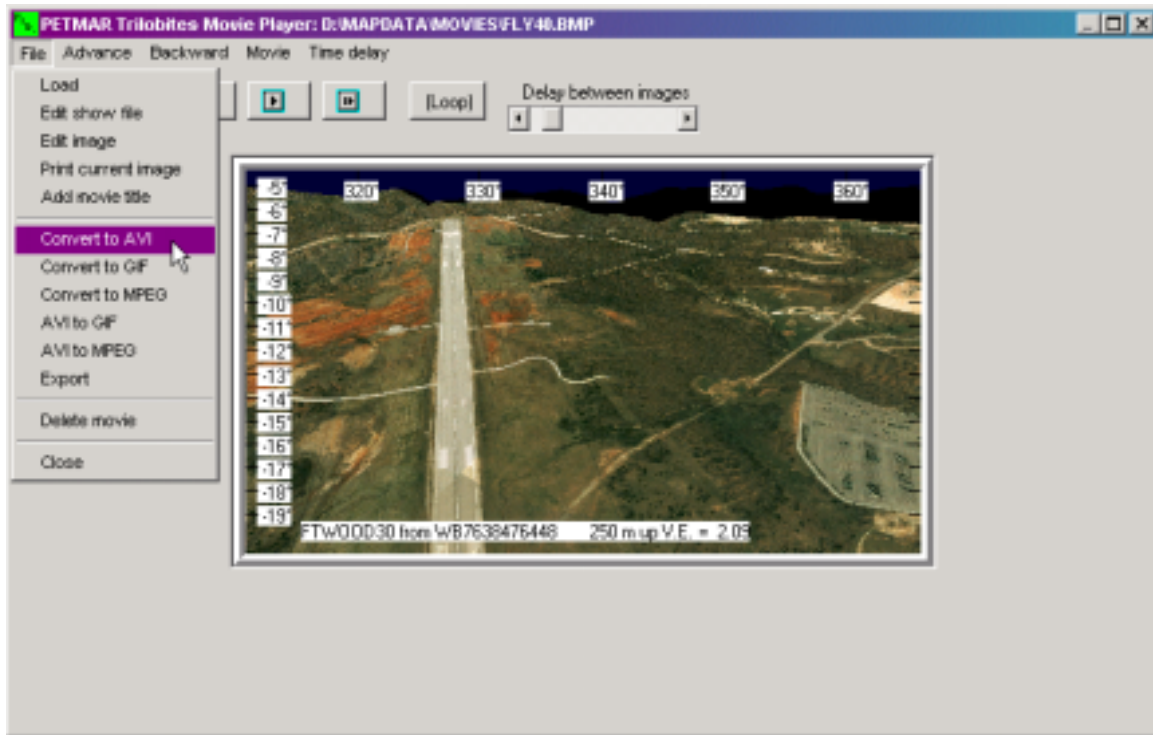 PETMAR Trilobites Movie Player: D:\MAPDATA\MOVIES\FLY40.BMP
File Advance Backward Movie Time delay
Load
Edit show file
Edit image
Print current image
Add movie title
Convert to AVI
Convert to GIF
Convert to MPEG
AVI to GIF
AVI to MPEG
Export
Delete movie
Close
[Loop]
Delay between images
320° 330° 340° 350° 360°
-5°
-6°
-7°
-8°
-9°
-10°
-11°
-12°
-13°
-14°
-15°
-16°
-17°
-18°
-19°
FTWOOD30 from WB7638476448 250 m up V.E. = 2.09